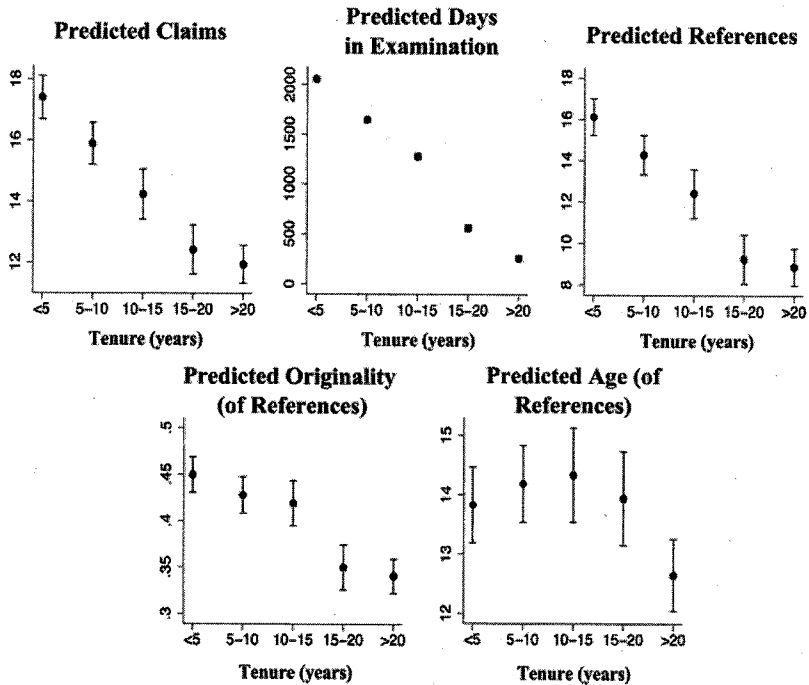 Predicted Claims
18
16
14
12
<5 5-10 10-15 15-20 >20
Tenure (years)
Predicted Days
in Examination
2000
1500
1000
500
0
<5 5-10 10-15 15-20 >20
Tenure (years)
Predicted References
18
16
14
12
10
8
<5 5-10 10-15 15-20 >20
Tenure (years)
Predicted Originality
(of References)
.5
.45
.4
.35
.3
<5 5-10 10-15 15-20 >20
Tenure (years)
Predicted Age (of
References)
15
14
13
12
<5 5-10 10-15 15-20 >20
Tenure (years)